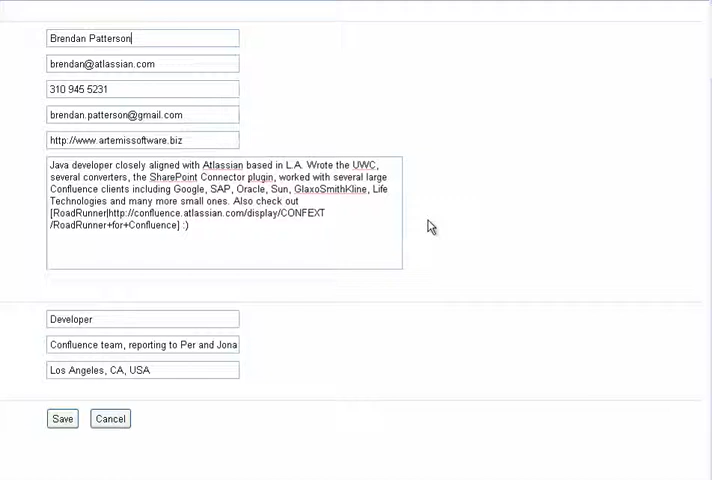 Brendan Patterson
brendan@atlassian.com
310 945 5231
brendan.patterson@gmail.com
http://www.artemissoftware.biz
Java developer closely aligned with Atlassian based in L.A. Wrote the UWC,
several converters, the SharePoint Connector plugin, worked with several large
Confluence clients including Google, SAP, Oracle, Sun, GlaxoSmithKline, Life
Technologies and many more small ones. Also check out
[RoadRunner|http://confluence.atlassian.com/display/CONFEXT
/RoadRunner+for+Confluence] :)
Developer
Confluence team, reporting to Per and Jona
Los Angeles, CA, USA
Save Cancel